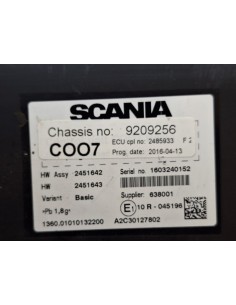 SCANIA
Chassis no: 9209256
COO7 ECU cpl no: 2485933 P 2
Prog. date: 2016-04-13
HW Assy 2451642 Serial no. 1603240152
HW 2451643
Variant Basic Supplier: 638001
<Pb 1,8g> E 10 R - 045196
1360.01010132200 A2C30127802